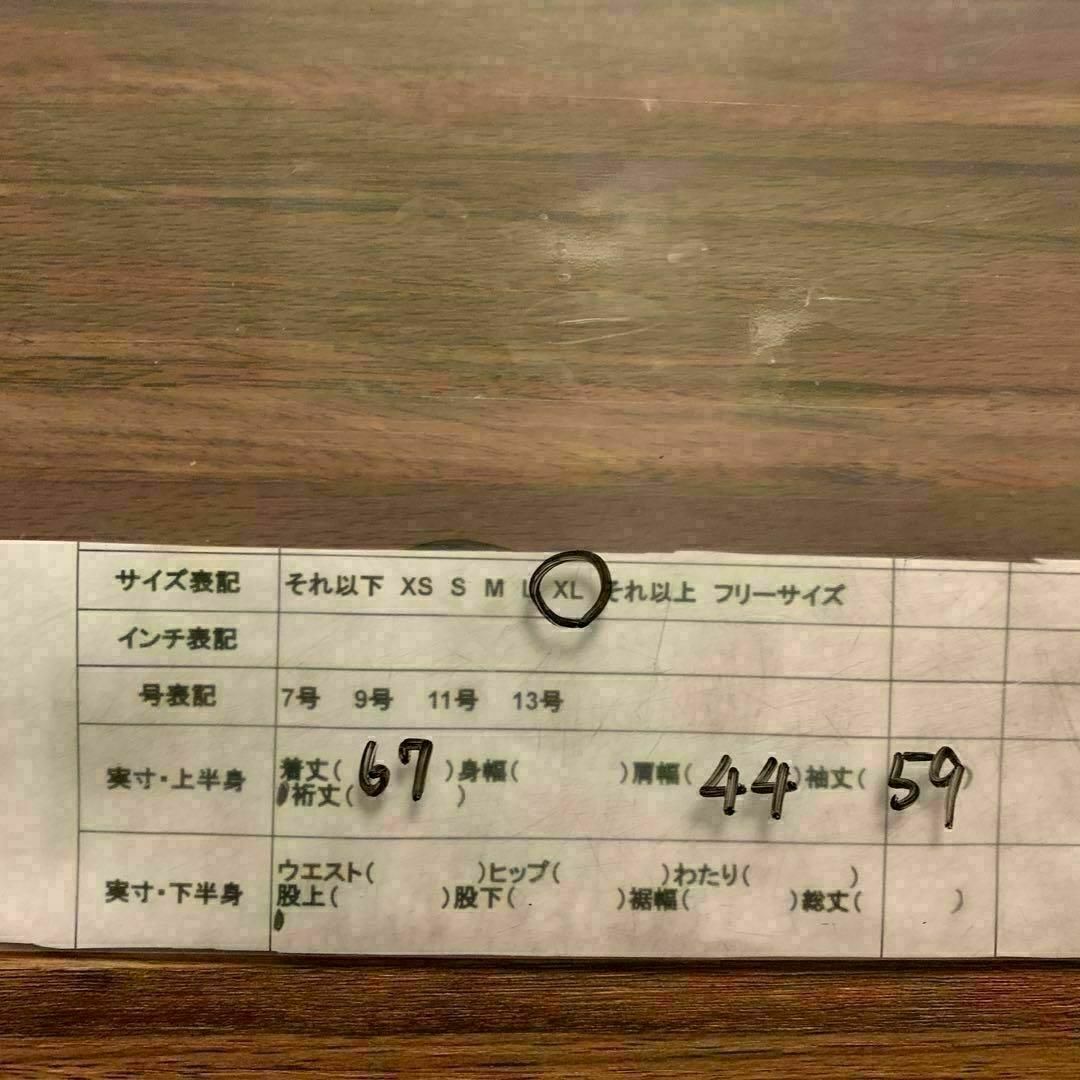 サイズ表記 それ以下 XS S M L XL それ以上 フリーサイズ
インチ表記
号表記 7号 9号 11号 13号
実寸・上半身 着丈( 67 )身幅( )肩幅( 44 )袖丈( 59 )
裄丈( )
実寸・下半身 ウエスト( )ヒップ( )わたり( )
股上( )股下( )裾幅( )総丈( )